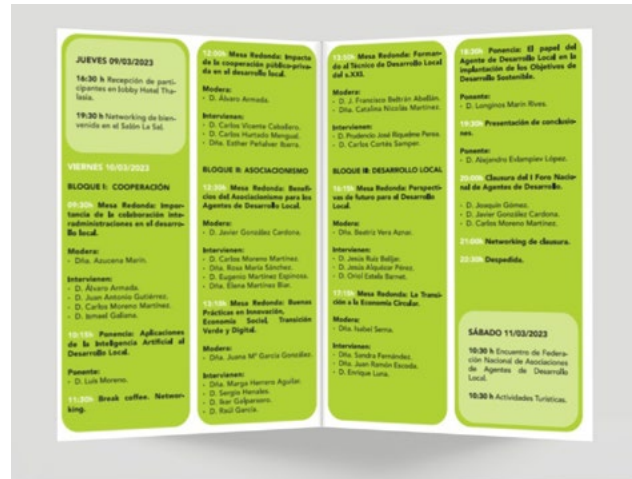 JUEVES 09/03/2023
16:30 h Recepción de parti-
cipantes en lobby Hotel Tha-
lasia.
19:30 h Networking de bien-
venida en el Salón La Sal.
VIERNES 10/03/2023
BLOQUE I: COOPERACIÓN
09:30h Mesa Redonda: Impor-
tancia de la colaboración inte-
radministraciones en el desarro-
llo local.
Modera:
- Dña. Azucena Marín.
Intervienen:
- D. Álvaro Armada.
- D. Juan Antonio Gutiérrez.
- D. Carlos Moreno Martínez.
- D. Ismael Galiana.
10:15h Ponencia: Aplicaciones
de la Inteligencia Artificial al
Desarrollo Local.
Ponente:
- D. Luis Moreno.
11:30h Break coffee. Networ-
king.
12:00h Mesa Redonda: Impacto
de la cooperación público-priva-
da en el desarrollo local.
Modera:
- D. Álvaro Armada.
Intervienen:
- D. Carlos Vicente Caballero.
- D. Carlos Hurtado Mengual.
- Dña. Esther Peñalver Ibarra.
BLOQUE II: ASOCIACIONISMO
12:30h Mesa Redonda: Benefi-
cios del Asociacionismo para los
Agentes de Desarrollo Local.
Modera:
- D. Javier González Cardona.
Intervienen:
- D. Carlos Moreno Martínez.
- Dña. Rosa María Sánchez.
- D. Eugenio Martínez Espinosa.
- Dña. Elena Martínez Blar.
13:10h Mesa Redonda: Buenas
Prácticas en Innovación,
Economía Social, Transición
Verde y Digital.
Modera:
- Dña. Juana Mª García González.
Intervienen:
- Dña. Marga Herrero Aguilar.
- D. Sergio Henales.
- D. Iker Galparsoro.
- D. Raúl García.
13:50h Mesa Redonda: Forman-
do al Técnico de Desarrollo Local
del s.XXI.
Modera:
- D. J. Francisco Beltrán Abellán.
- Dña. Catalina Nicolás Martínez.
Intervienen:
- D. Prudencio José Riquelme Perea.
- D. Carlos Cortés Samper.
BLOQUE III: DESARROLLO LOCAL
16:15h Mesa Redonda: Perspecti-
vas de futuro para el Desarrollo
Local.
Modera:
- Dña. Beatriz Vera Aznar.
Intervienen:
- D. Jesús Ruiz
- D. Jesús Alquézar Pérez.
- D. Oriol Estela Barnet.
17:15h Mesa Redonda: La Transi-
ción a la Economía Circular.
Modera:
- Dña. Isabel Serna.
Intervienen:
- Dña. Sandra Fernández.
- Dña. Juan Ramón Escoda.
- D. Enrique Luna.
18:30h Ponencia: El papel del
Agente de Desarrollo Local en la
implantación de los Objetivos de
Desarrollo Sostenible.
Ponente:
- D. Longinos Marín Rives.
19:30h Presentación de conclusio-
nes.
Ponente:
- D. Alejandro Estampiev López.
20:00h Clausura del I Foro Nacio-
nal de Agentes de Desarrollo.
- D. Joaquín Gómez.
- D. Javier González Cardona.
- D. Carlos Moreno Martínez.
21:00h Networking de clausura.
22:30h Despedida.
SÁBADO 11/03/2023
10:30 h Encuentro de Federa-
ción Nacional de Asociaciones
de Agentes de Desarrollo
Local.
10:30 h Actividades Turísticas.